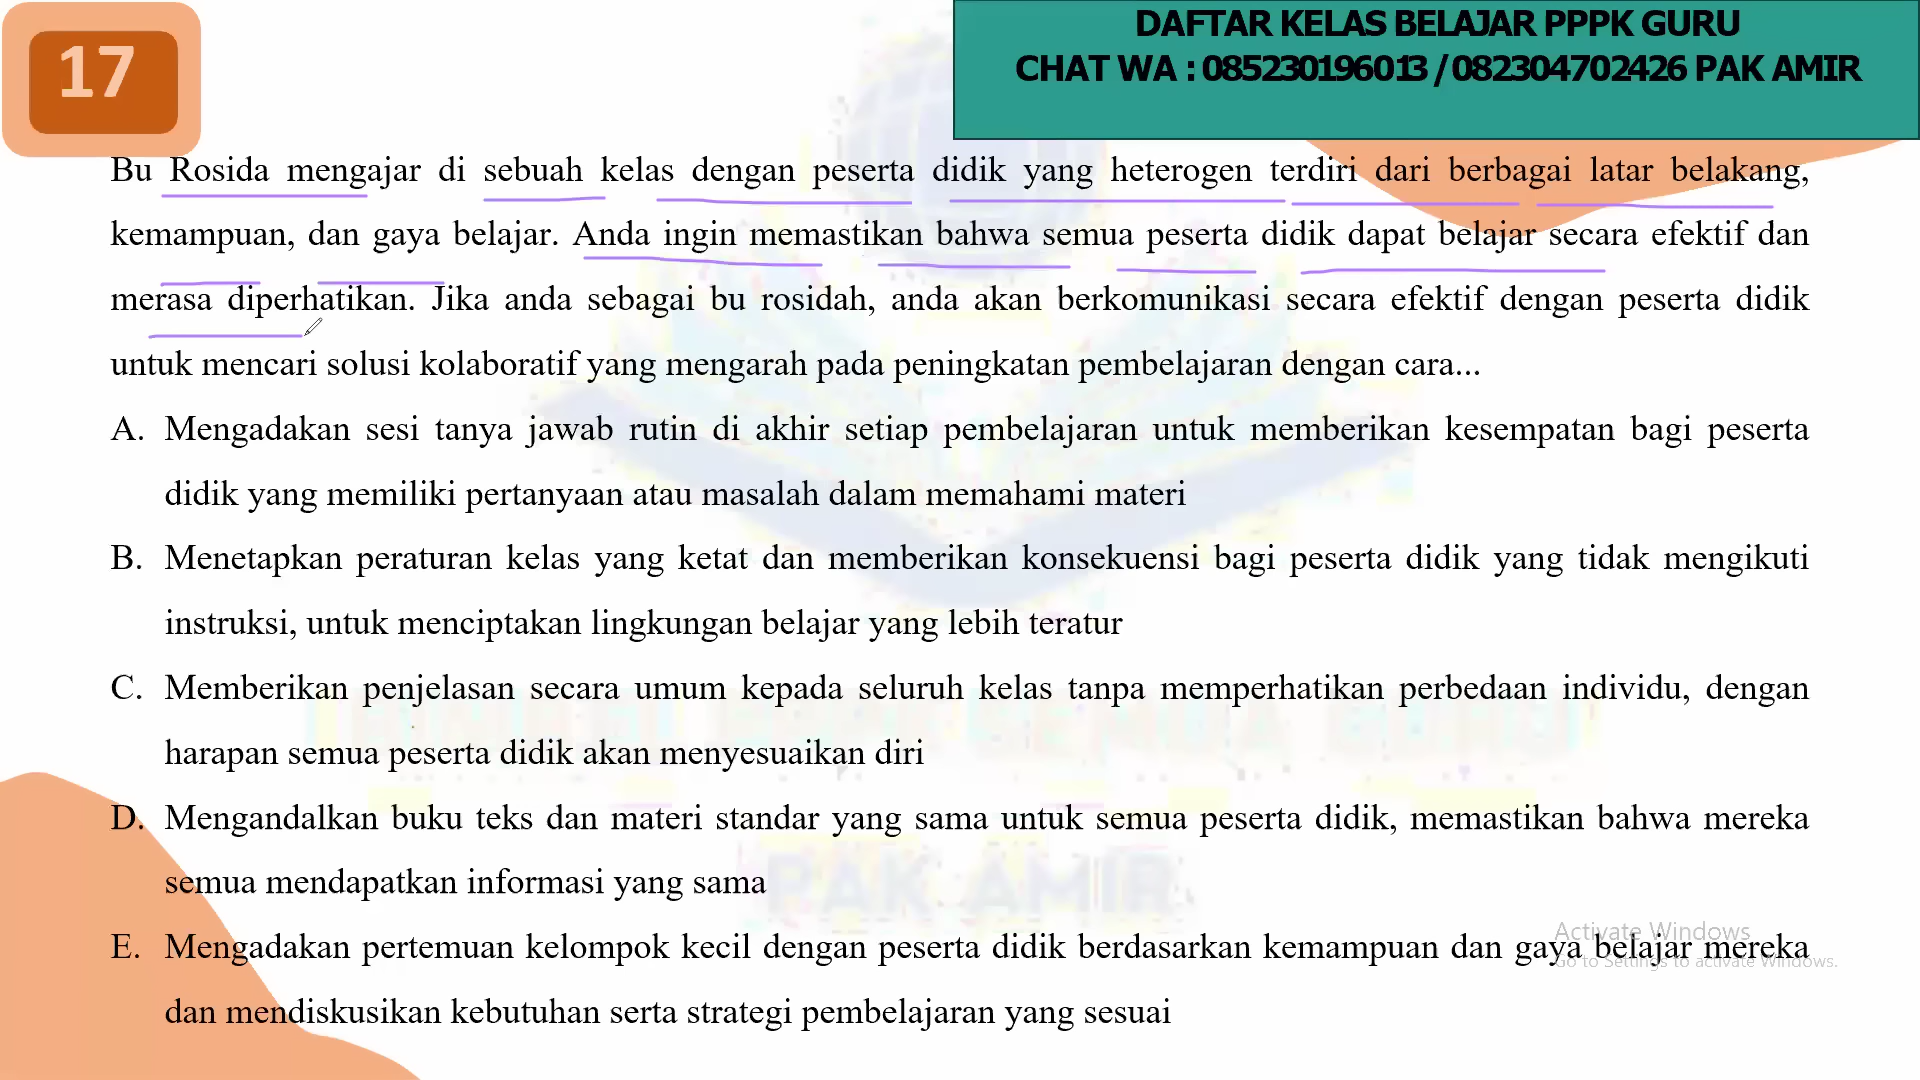 17
DAFTAR KELAS BELAJAR PPPK GURU
CHAT WA : 085230196013 / 082304702426 PAK AMIR
Bu Rosida mengajar di sebuah kelas dengan peserta didik yang heterogen terdiri dari berbagai latar belakang,
kemampuan, dan gaya belajar. Anda ingin memastikan bahwa semua peserta didik dapat belajar secara efektif dan
merasa diperhatikan. Jika anda sebagai bu rosidah, anda akan berkomunikasi secara efektif dengan peserta didik
untuk mencari solusi kolaboratif yang mengarah pada peningkatan pembelajaran dengan cara...
A. Mengadakan sesi tanya jawab rutin di akhir setiap pembelajaran untuk memberikan kesempatan bagi peserta
didik yang memiliki pertanyaan atau masalah dalam memahami materi
B. Menetapkan peraturan kelas yang ketat dan memberikan konsekuensi bagi peserta didik yang tidak mengikuti
instruksi, untuk menciptakan lingkungan belajar yang lebih teratur
C. Memberikan penjelasan secara umum kepada seluruh kelas tanpa memperhatikan perbedaan individu, dengan
harapan semua peserta didik akan menyesuaikan diri
D. Mengandalkan buku teks dan materi standar yang sama untuk semua peserta didik, memastikan bahwa mereka
semua mendapatkan informasi yang sama
PAK AMIR
E. Mengadakan pertemuan kelompok kecil dengan peserta didik berdasarkan kemampuan dan gaya belajar mereka
dan mendiskusikan kebutuhan serta strategi pembelajaran yang sesuai
Activate Windows
Go to Settings to activate Windows.